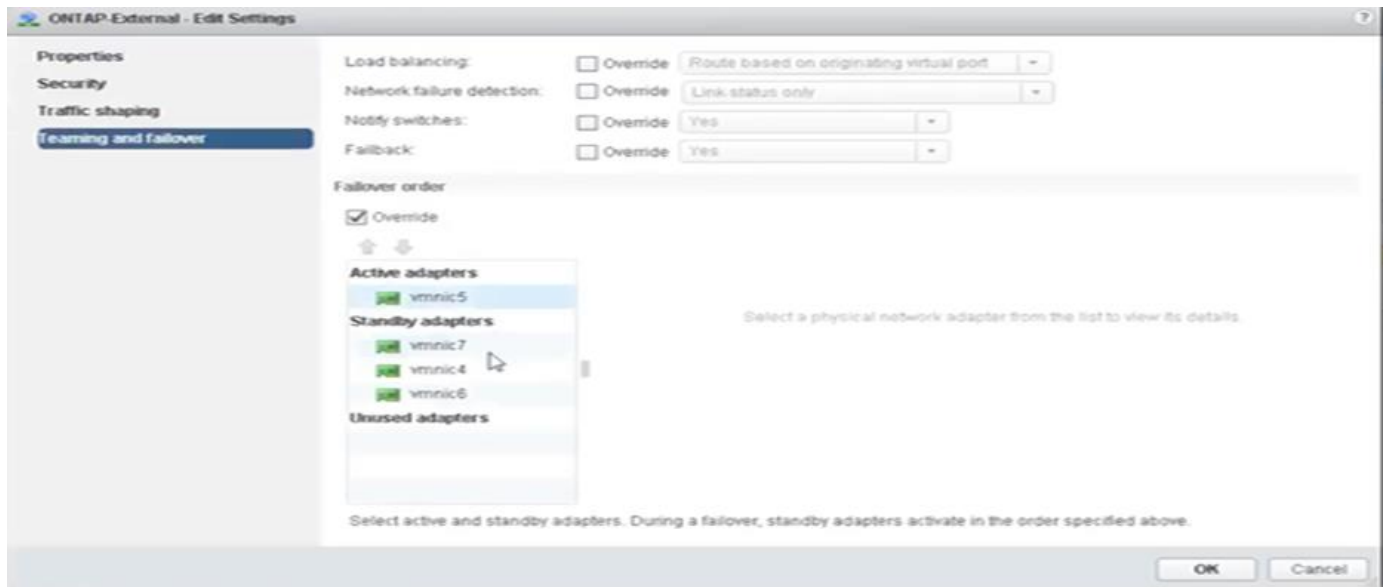 ONTAP-External - Edit Settings
?
Properties
Security
Traffic shaping
Teaming and failover
Load balancing: Override Route based on originating virtual port
Network failure detection: Override Link status only
Notify switches: Override Yes
Failback: Override Yes
Failover order
Override
Active adapters
vmnic5
Standby adapters
vmnic7
vmnic4
vmnic6
Unused adapters
Select a physical network adapter from the list to view its details.
Select active and standby adapters. During a failover, standby adapters activate in the order specified above.
OK Cancel